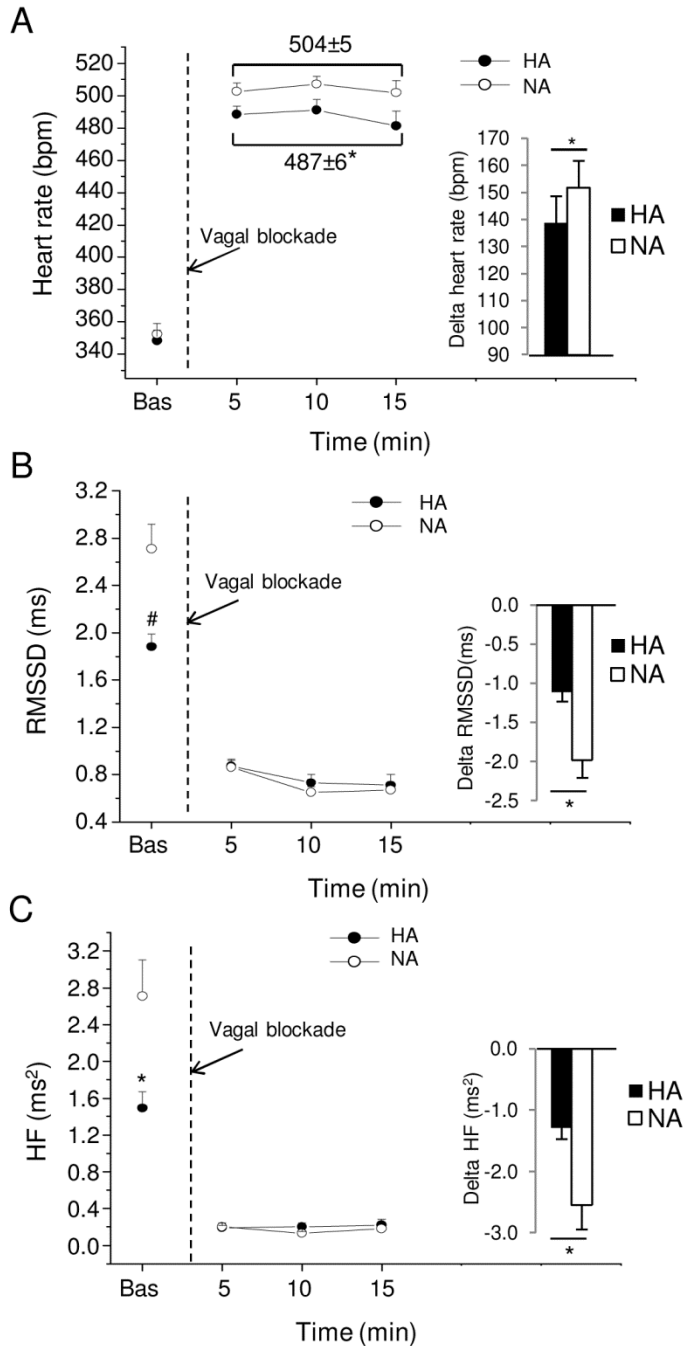 A
504±5
487±6*
HA
NA
Heart rate (bpm)
520
500
480
460
440
420
400
380
360
340
Vagal blockade
Bas
5
10
15
Time (min)
*
Delta heart rate (bpm)
170
160
150
140
130
120
110
100
90
HA
NA
B
HA
NA
RMSSD (ms)
3.2
2.8
2.4
2.0
1.6
1.2
0.8
0.4
#
Vagal blockade
Bas
5
10
15
Time (min)
Delta RMSSD(ms)
0.0
-0.5
-1.0
-1.5
-2.0
-2.5
*
HA
NA
C
HA
NA
HF (ms²)
3.2
2.8
2.4
2.0
1.6
1.2
0.8
0.4
0.0
*
Vagal blockade
Bas
5
10
15
Time (min)
Delta HF (ms²)
0.0
-1.0
-2.0
-3.0
*
HA
NA